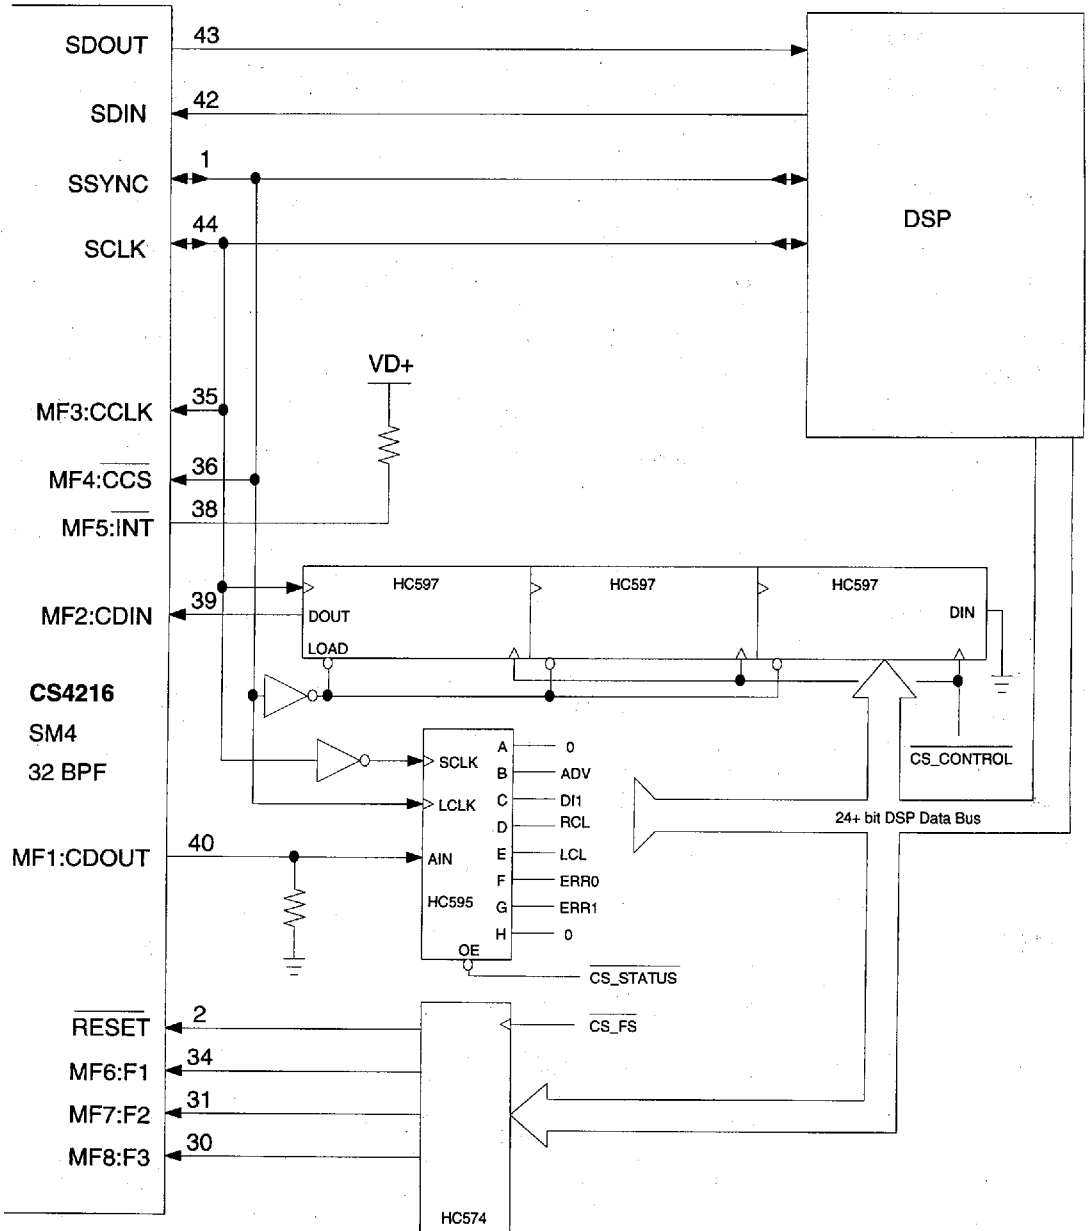 SDOUT
43
SDIN
42
SSYNC
1
SCLK
44
DSP
VD+
MF3:CCLK
35
MF4:CCS
36
MF5:INT
38
MF2:CDIN
39
HC597
HC597
HC597
DOUT
DIN
LOAD
CS4216
SM4
32 BPF
CS_CONTROL
SCLK
LCLK
AIN
HC595
OE
A
0
B
ADV
C
DI1
D
RCL
E
LCL
F
ERR0
G
ERR1
H
0
24+ bit DSP Data Bus
MF1:CDOUT
40
CS_STATUS
RESET
2
CS_FS
MF6:F1
34
MF7:F2
31
MF8:F3
30
HC574